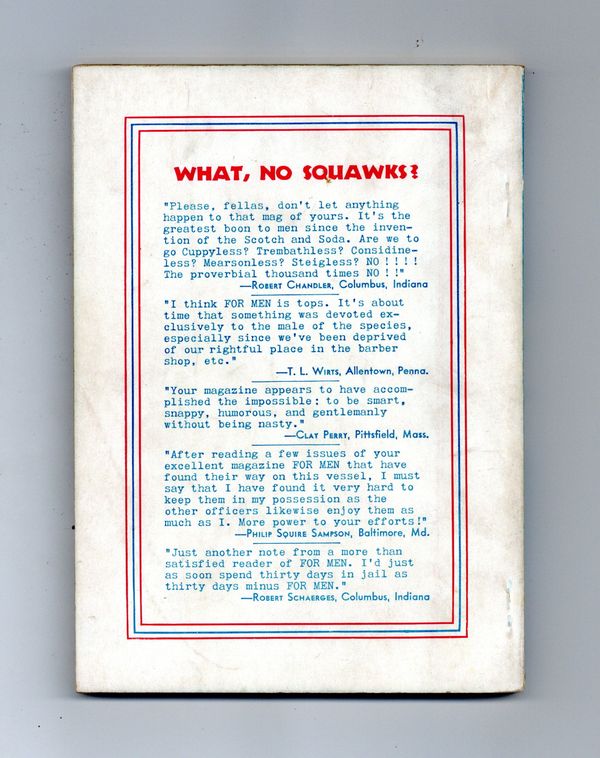 WHAT, NO SQUAWKS?
"Please, fellas, don't let anything
happen to that mag of yours. It's the
greatest boon to men since the inven-
tion of the Scotch and Soda. Are we to
go Cuppyless? Trembathless? Considine-
less? Mearsonless? Steigless? NO ! ! ! !
The proverbial thousand times NO ! !"
—ROBERT CHANDLER, Columbus, Indiana
"I think FOR MEN is tops. It's about
time that something was devoted ex-
clusively to the male of the species,
especially since we've been deprived
of our rightful place in the barber
shop, etc."
—T. L. WIRTS, Allentown, Penna.
"Your magazine appears to have accom-
plished the impossible: to be smart,
snappy, humorous, and gentlemanly
without being nasty."
—CLAY PERRY, Pittsfield, Mass.
"After reading a few issues of your
excellent magazine FOR MEN that have
found their way on this vessel, I must
say that I have found it very hard to
keep them in my possession as the
other officers likewise enjoy them as
much as I. More power to your efforts!"
—PHILIP SQUIRE SAMPSON, Baltimore, Md.
"Just another note from a more than
satisfied reader of FOR MEN. I'd just
as soon spend thirty days in jail as
thirty days minus FOR MEN."
—ROBERT SCHAERGES, Columbus, Indiana